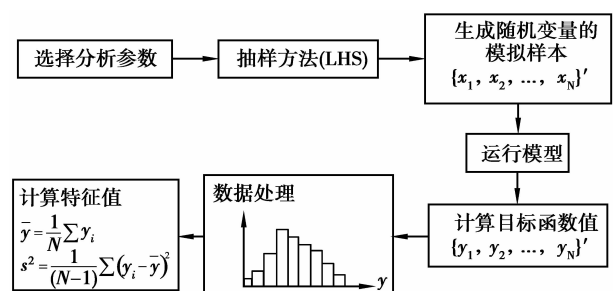 选择分析参数
抽样方法(LHS)
生成随机变量的
模拟样本
{x₁, x₂, …, x_N}′
运行模型
计算目标函数值
{y₁, y₂, …, y_N}′
数据处理
y
计算特征值
ȳ=1/N∑yᵢ
s²=1/(N−1)∑(yᵢ−ȳ)²